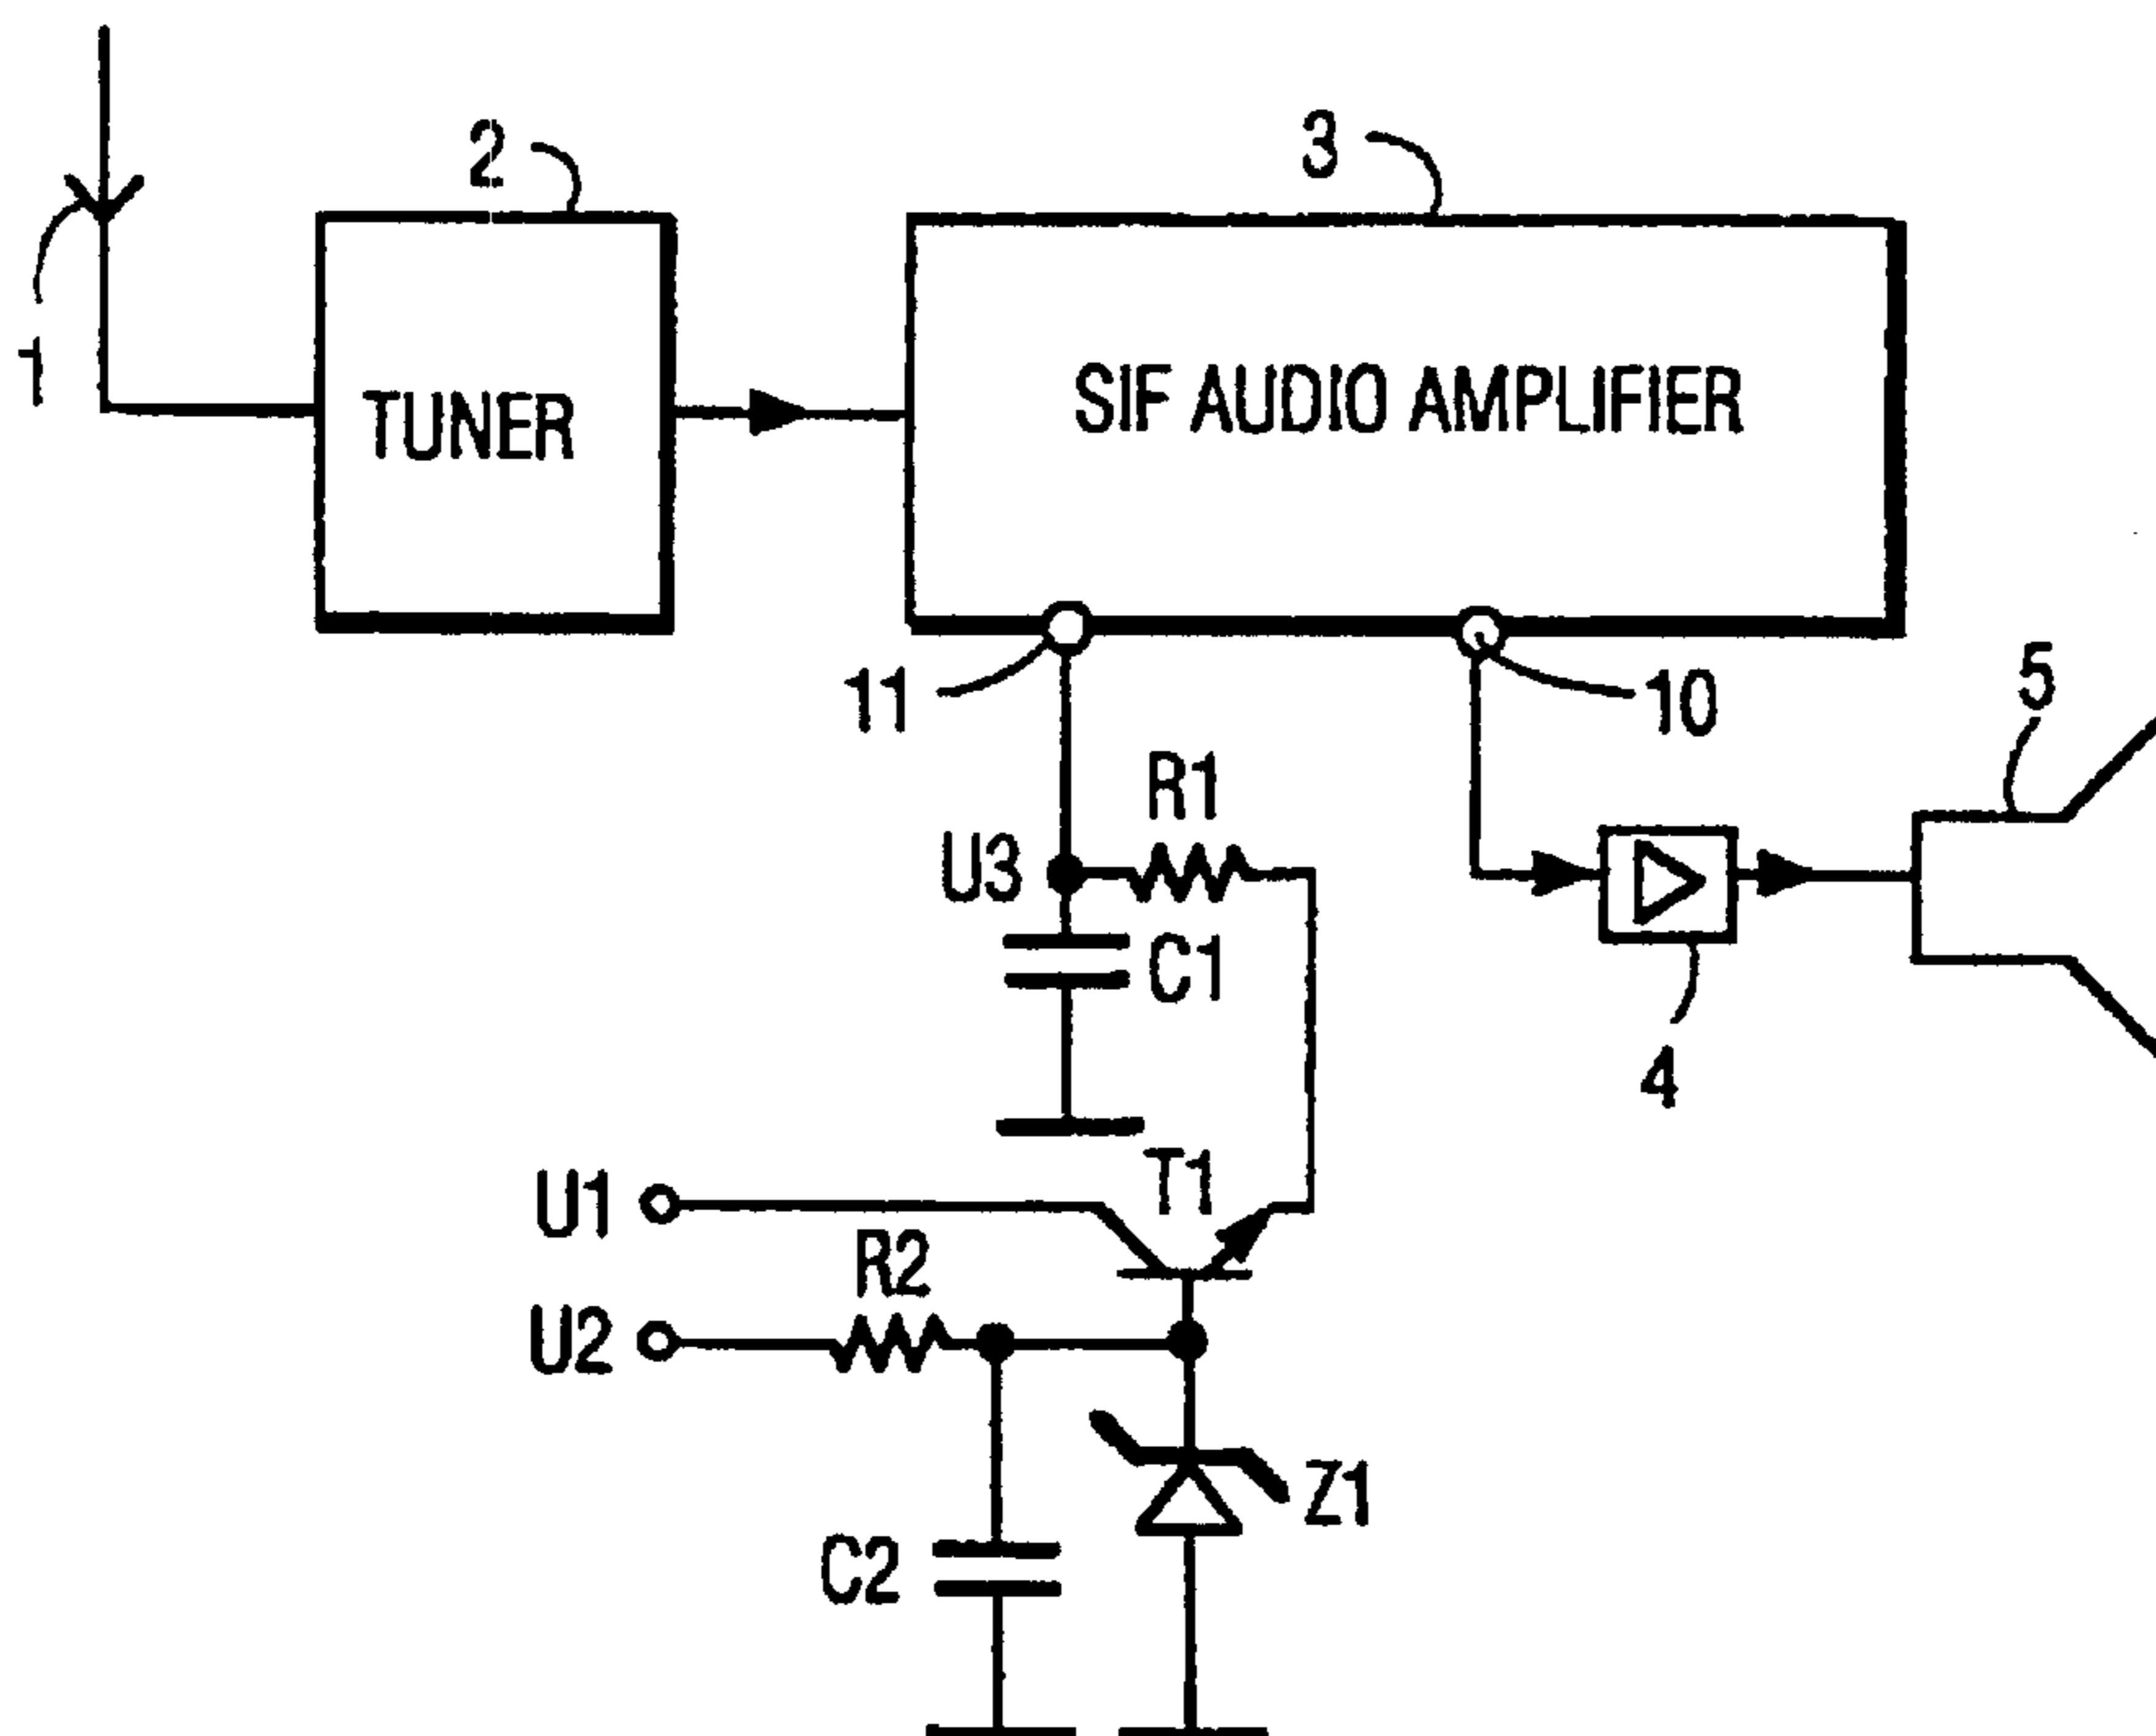 2
3
1
TUNER
SIF AUDIO AMPLIFIER
11
10
5
R1
U3
C1
4
T1
U1
R2
U2
Z1
C2